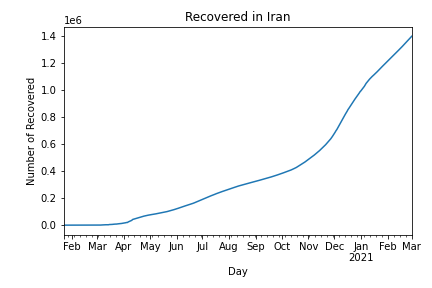 Recovered in Iran
1e6
1.4
1.2
1.0
0.8
0.6
0.4
0.2
0.0
Number of Recovered
Feb Mar Apr May Jun Jul Aug Sep Oct Nov Dec Jan Feb Mar
2021
Day